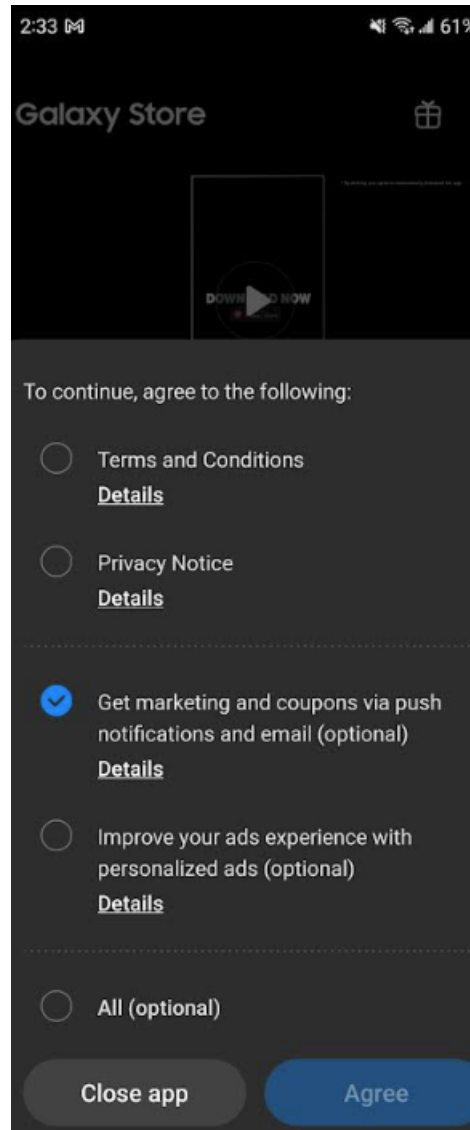 2:33
61%
Galaxy Store
DOWNLOAD NOW
To continue, agree to the following:
Terms and Conditions
Details
Privacy Notice
Details
Get marketing and coupons via push
notifications and email (optional)
Details
Improve your ads experience with
personalized ads (optional)
Details
All (optional)
Close app
Agree